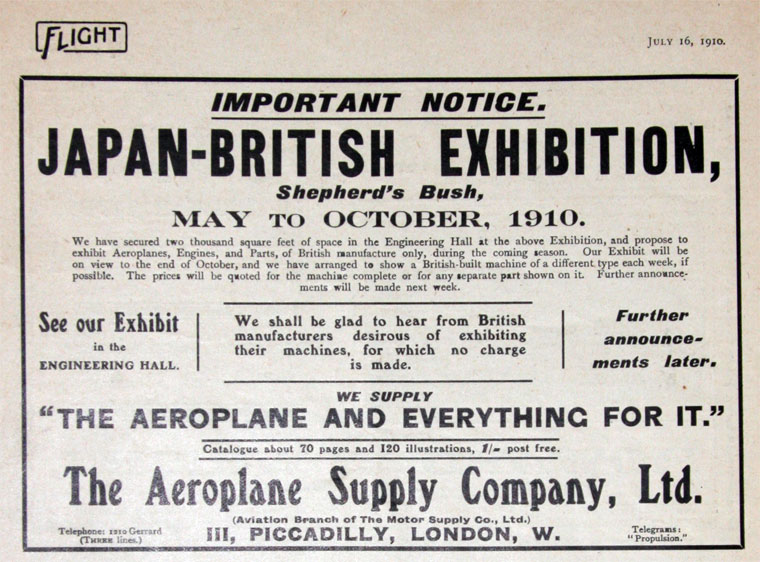 FLIGHT
JULY 16, 1910.
IMPORTANT NOTICE.
JAPAN-BRITISH EXHIBITION,
Shepherd's Bush,
MAY TO OCTOBER, 1910.
We have secured two thousand square feet of space in the Engineering Hall at the above Exhibition, and propose to
exhibit Aeroplanes, Engines, and Parts, of British manufacture only, during the coming season. Our Exhibit will be
on view to the end of October, and we have arranged to show a British-built machine of a different type each week, if
possible. The prices will be quoted for the machine complete or for any separate part shown on it. Further announce-
ments will be made next week.
See our Exhibit
in the
ENGINEERING HALL.
We shall be glad to hear from British
manufacturers desirous of exhibiting
their machines, for which no charge
is made.
Further
announce-
ments later.
WE SUPPLY
"THE AEROPLANE AND EVERYTHING FOR IT."
Catalogue about 70 pages and 120 illustrations, 1/- post free.
The Aeroplane Supply Company, Ltd.
(Aviation Branch of The Motor Supply Co., Ltd.)
111, PICCADILLY, LONDON, W.
Telephone: 1210 Gerrard
(THREE lines.)
Telegrams:
"Propulsion."